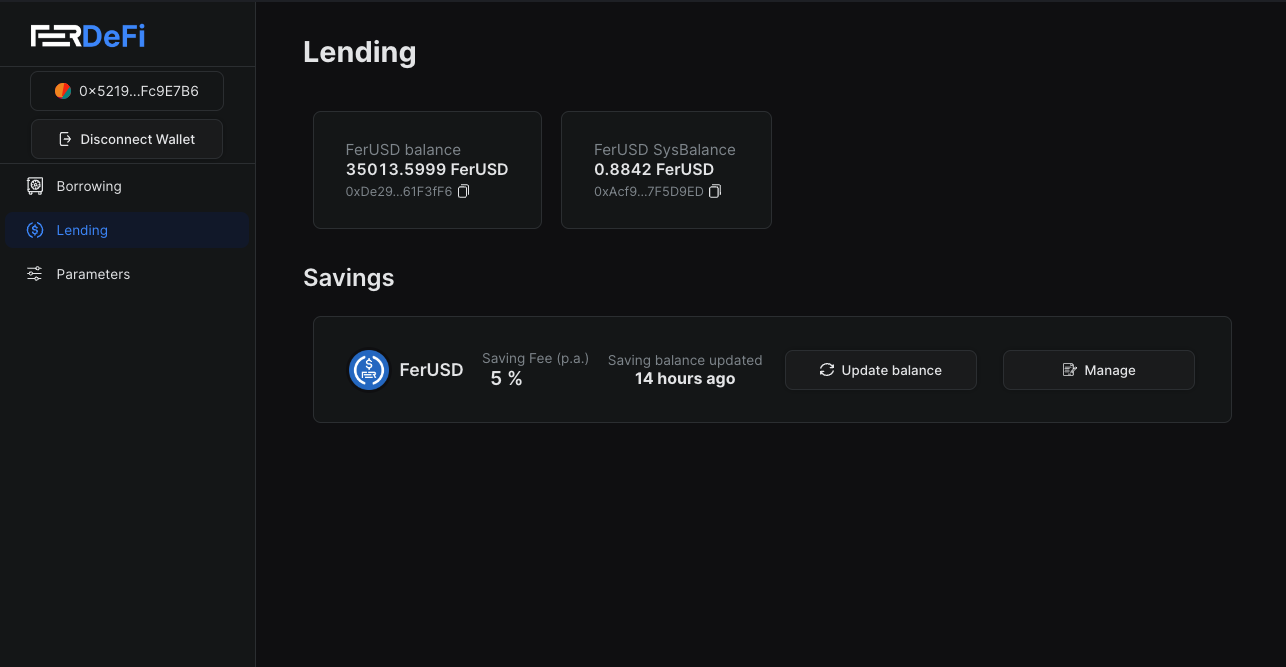 FERDeFi
0×5219...Fc9E7B6
Disconnect Wallet
Borrowing
Lending
Parameters
Lending
FerUSD balance
35013.5999 FerUSD
0xDe29...61F3fF6
FerUSD SysBalance
0.8842 FerUSD
0xAcf9...7F5D9ED
Savings
FerUSD
Saving Fee (p.a.)
5 %
Saving balance updated
14 hours ago
Update balance
Manage